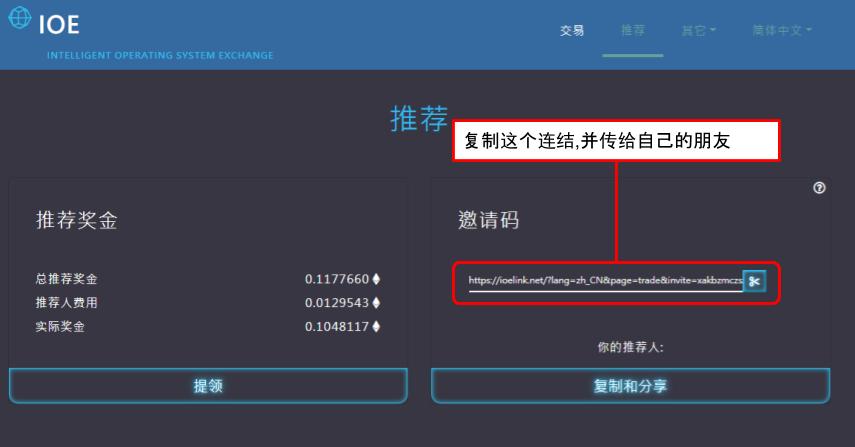 IOE
INTELLIGENT OPERATING SYSTEM EXCHANGE
交易
推荐
其它
简体中文
推荐
复制这个连结,并传给自己的朋友
推荐奖金
总推荐奖金 0.1177660
推荐人费用 0.0129543
实际奖金 0.1048117
提领
邀请码
https://ioelink.net/?lang=zh_CN&page=trade&invite=xakbzmczs
你的推荐人:
复制和分享